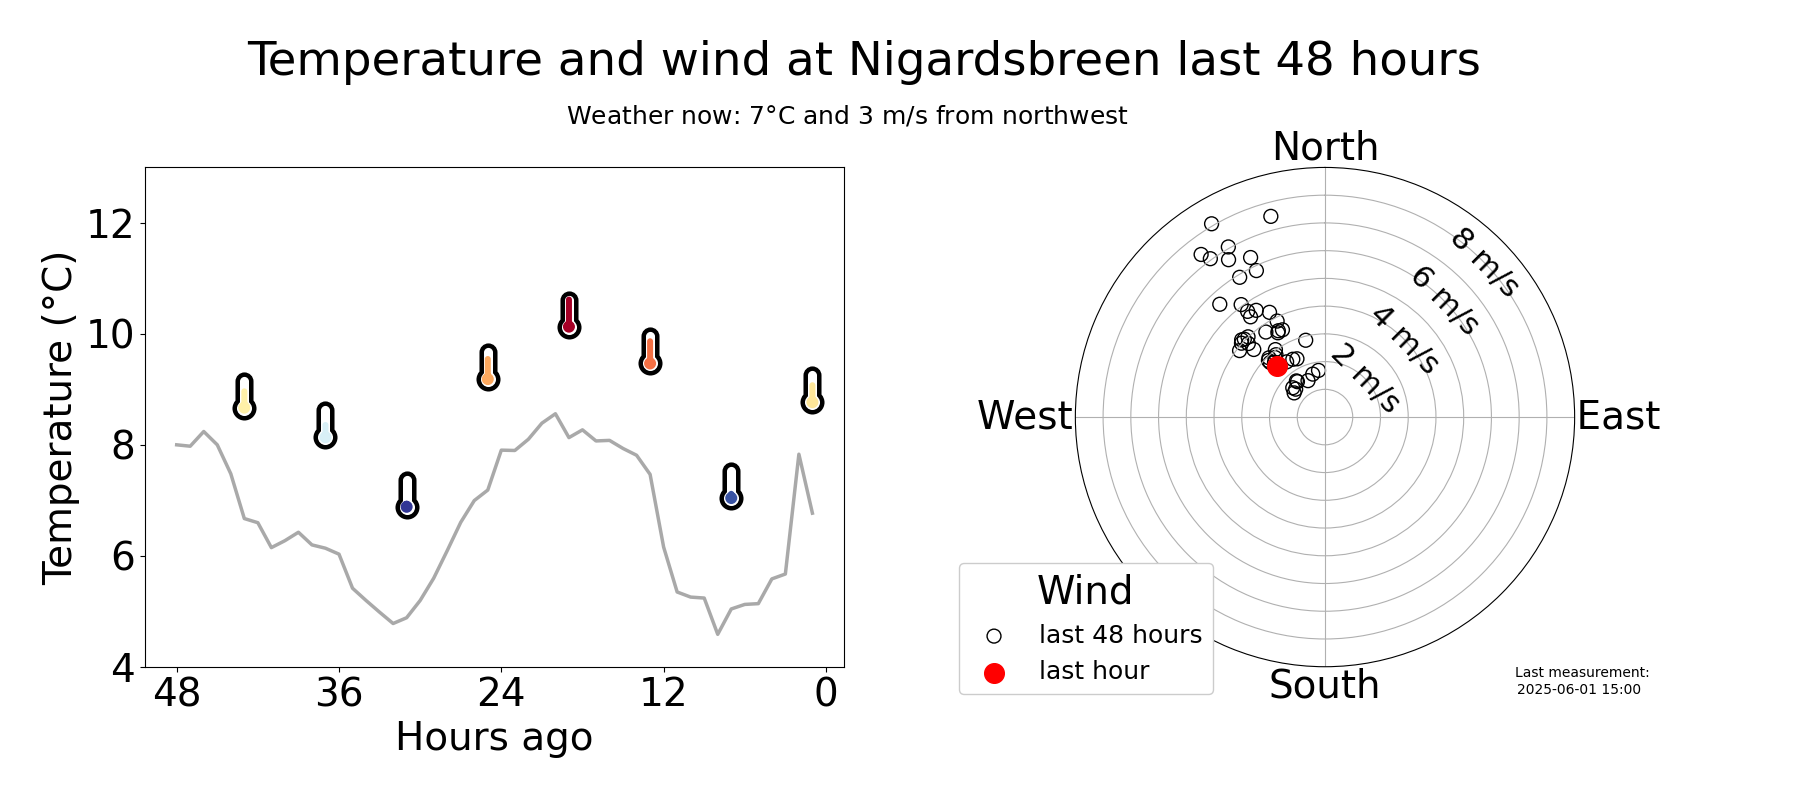 Temperature and wind at Nigardsbreen last 48 hours
Weather now: 7°C and 3 m/s from northwest
Temperature (°C)
12
10
8
6
4
48 36 24 12 0
Hours ago
North
8 m/s
6 m/s
4 m/s
2 m/s
West
East
South
Wind
last 48 hours
last hour
Last measurement:
2025-06-01 15:00